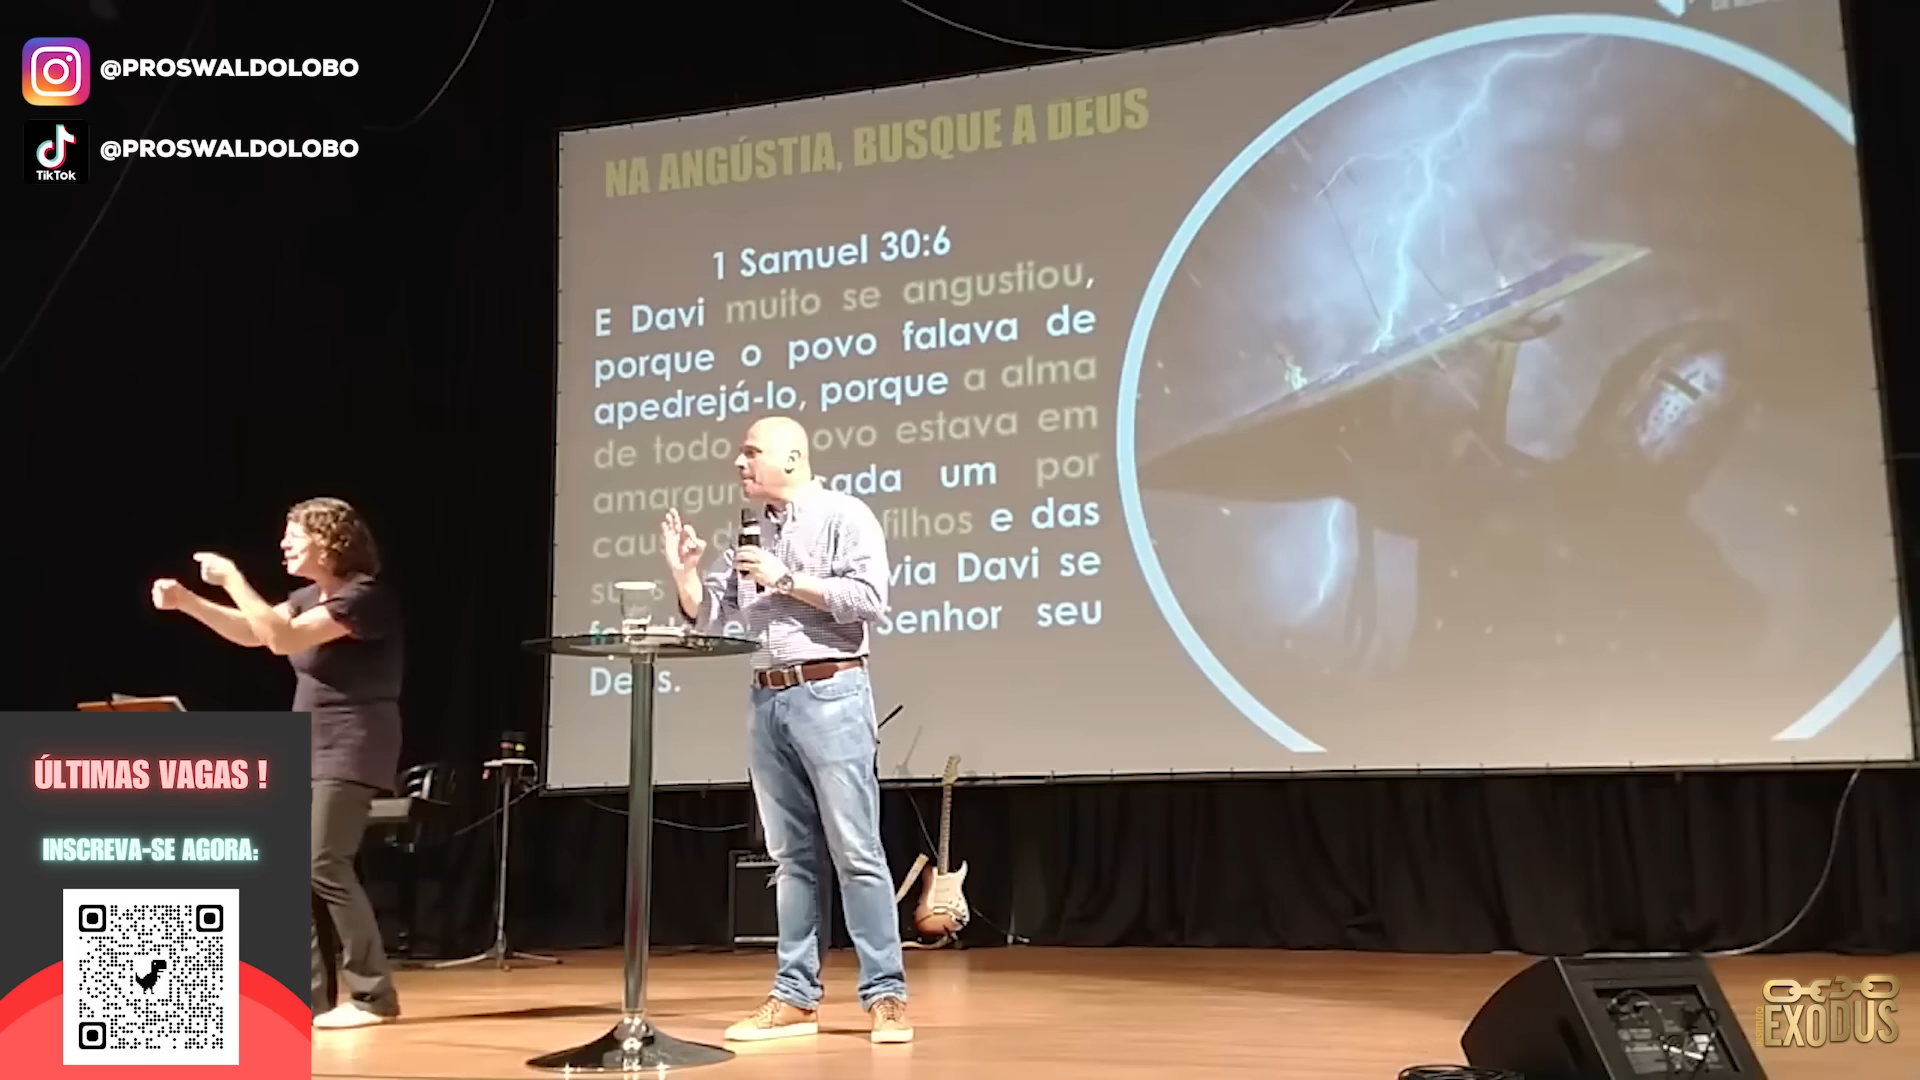 @PROSWALDOLOBO
TikTok
@PROSWALDOLOBO
NA ANGÚSTIA, BUSQUE A DEUS
1 Samuel 30:6
E Davi muito se angustiou,
porque o povo falava de
apedrejá-lo, porque a alma
de todo ovo estava em
cada um por
filhos e das
via Davi se
Senhor seu
De s.
ÚLTIMAS VAGAS !
INSCREVA-SE AGORA:
EXODUS